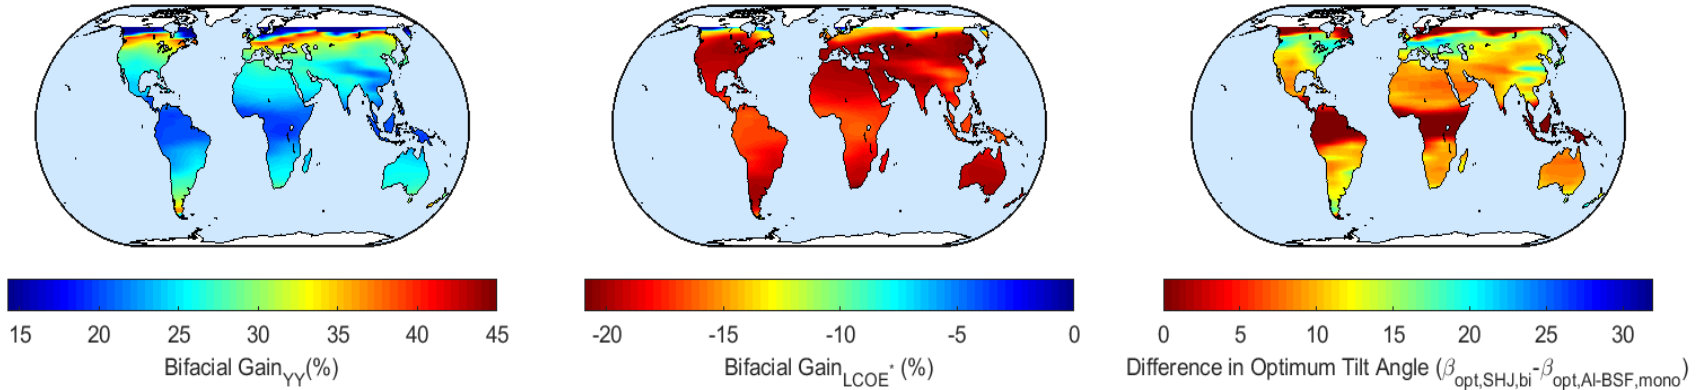 15 20 25 30 35 40 45
Bifacial Gain_YY(%)
-20 -15 -10 -5 0
Bifacial Gain_LCOE* (%)
0 5 10 15 20 25 30
Difference in Optimum Tilt Angle (β_opt,SHJ,bi-β_opt,Al-BSF,mono)